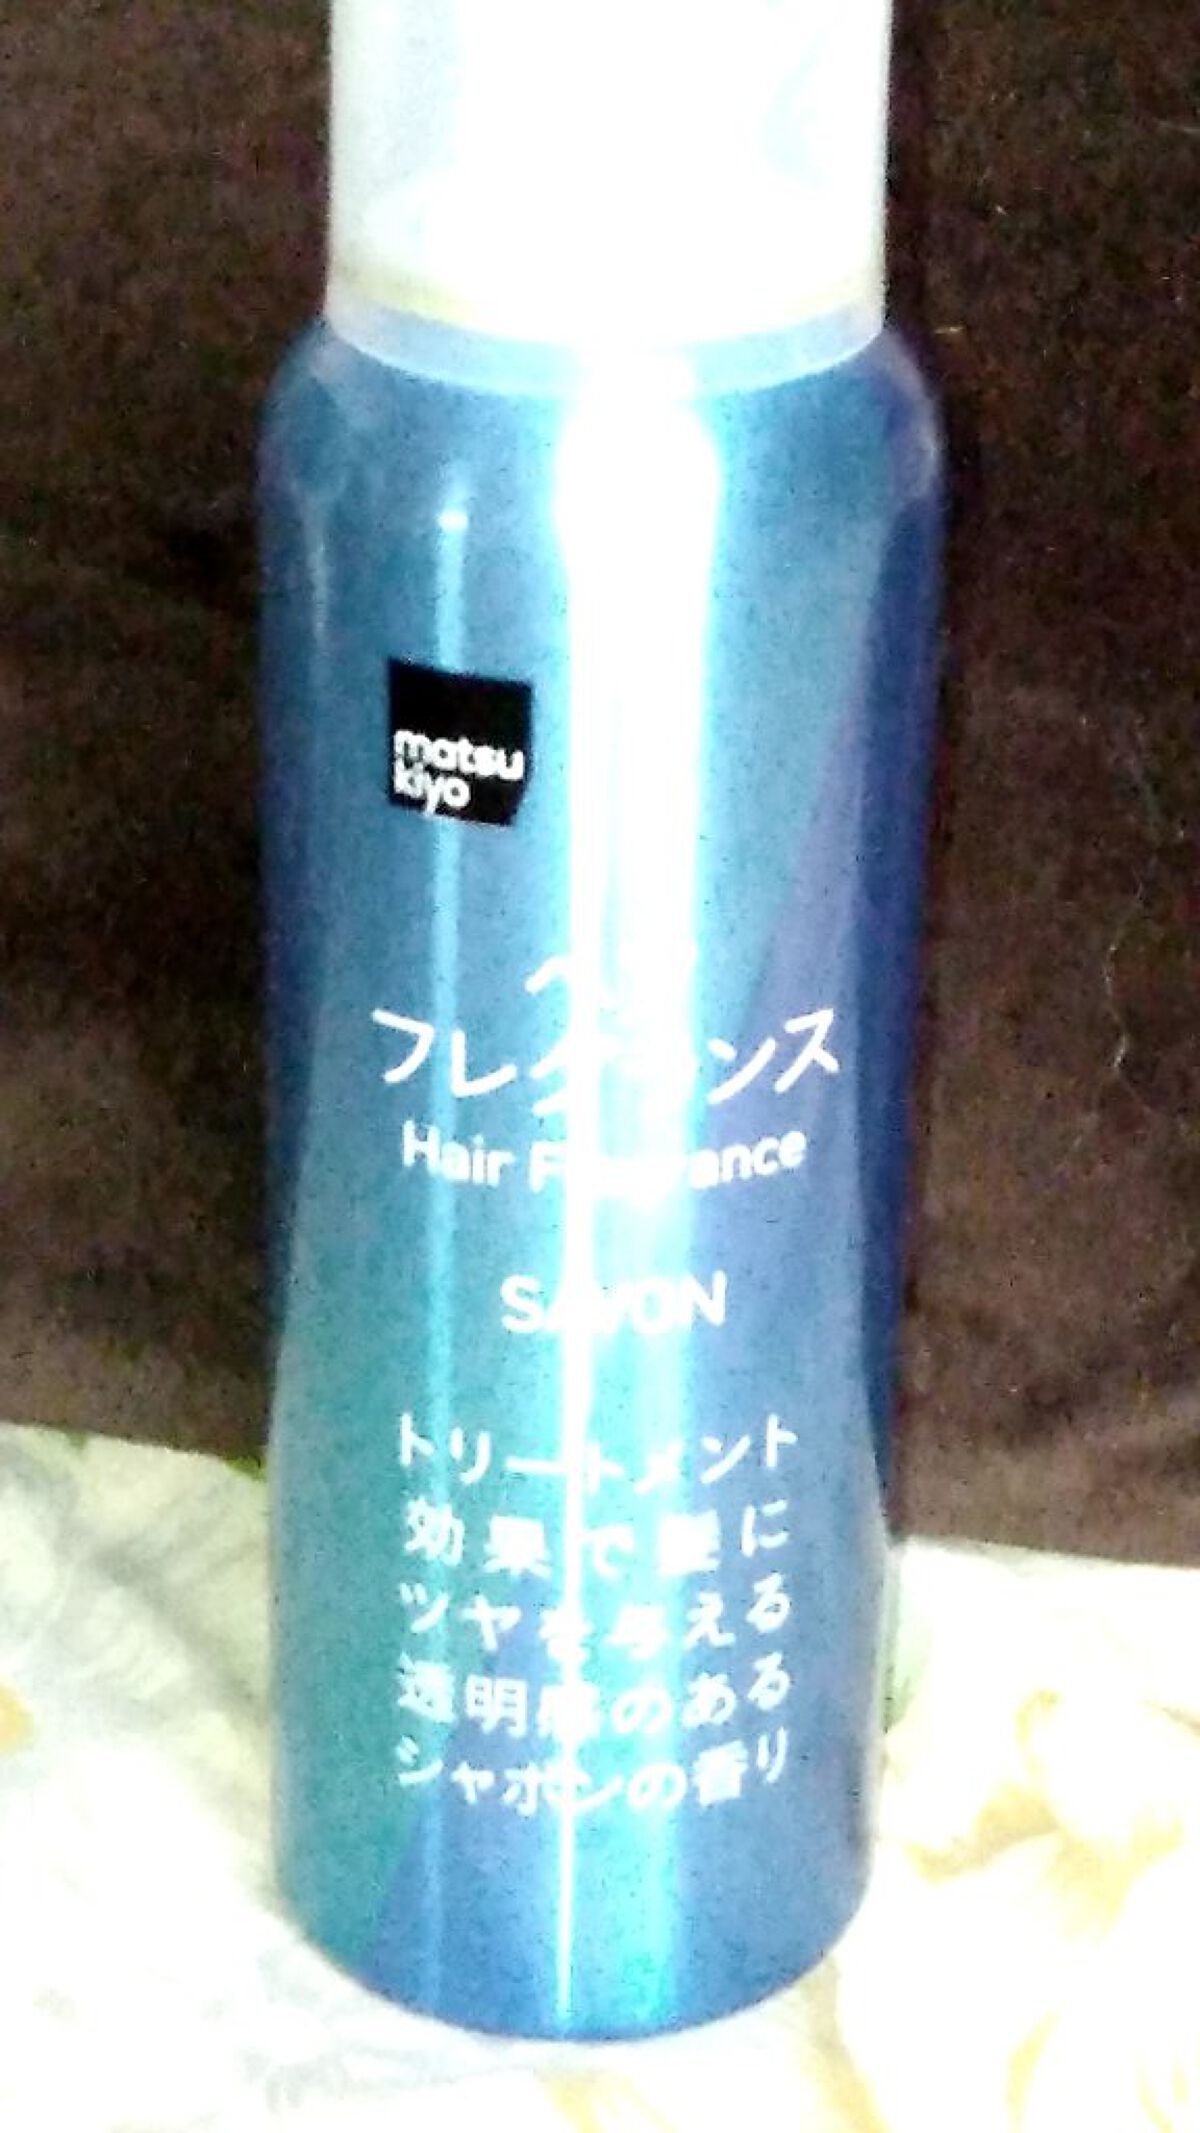 matsu
kiyo
フレグランス
Hair Fragrance
SAVON
トリートメント
効果で髪に
ツヤを与える
透明感のある
シャボンの香り